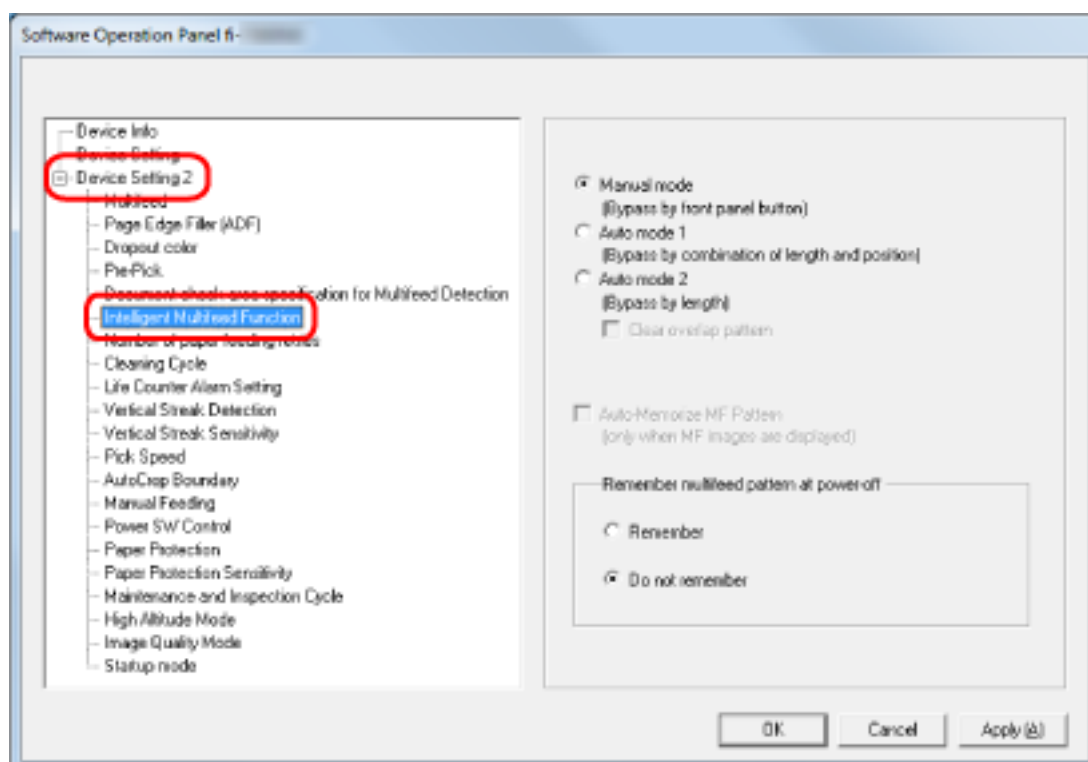 Software Operation Panel fi-
Device Info
Device Setting
Device Setting 2
Multifeed
Page Edge Filler (ADF)
Dropout color
Pre-Pick
Document check area specification for Multifeed Detection
Intelligent Multifeed Function
Number of paper feeding retries
Cleaning Cycle
Life Counter Alarm Setting
Vertical Streak Detection
Vertical Streak Sensitivity
Pick Speed
AutoCrop Boundary
Manual Feeding
Power SW Control
Paper Protection
Paper Protection Sensitivity
Maintenance and Inspection Cycle
High Altitude Mode
Image Quality Mode
Startup mode
Manual mode
(Bypass by front panel button)
Auto mode 1
(Bypass by combination of length and position)
Auto mode 2
(Bypass by length)
Clear overlap pattern
Auto-Memorize MF Pattern
(only when MF images are displayed)
Remember multifeed pattern at power-off
Remember
Do not remember
OK
Cancel
Apply (A)